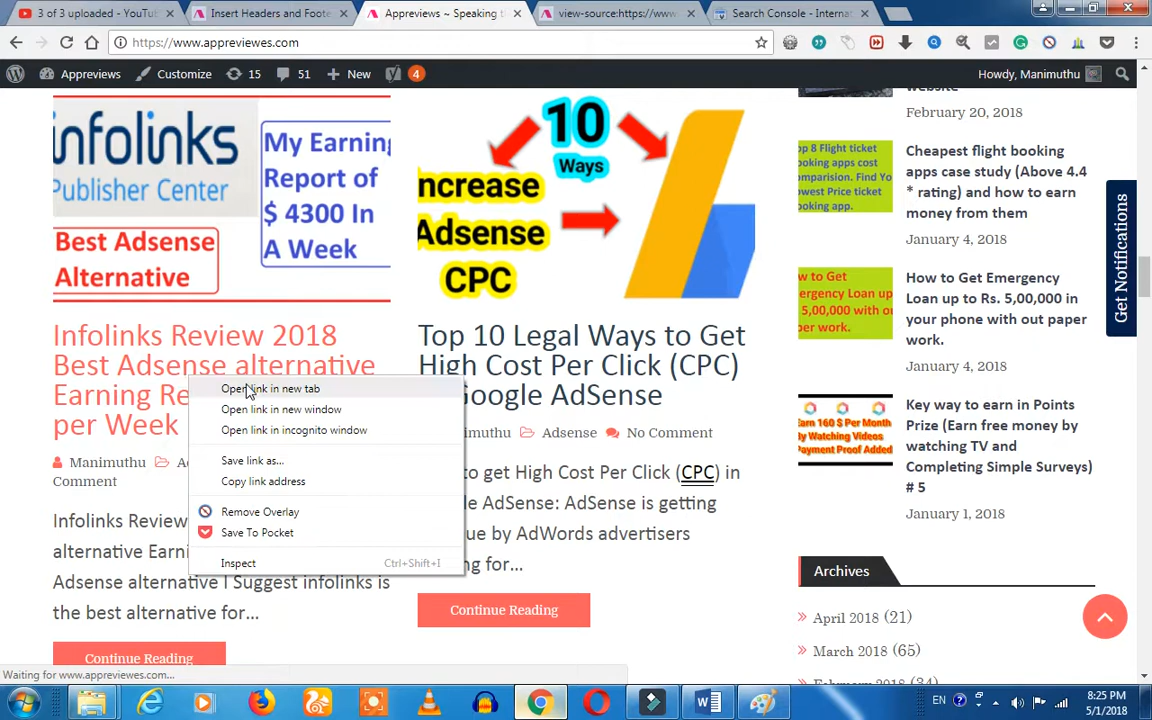 3 of 3 uploaded - YouTu
Insert Headers and Foote
Appreviews ~ Speaking t
view-source:https://www
Search Console - Internat
https://www.appreviewes.com
Appreviews
Customize
15
51
New
4
Howdy, Manimuthu
infolinks
Publisher Center
My Earning
Report of
$ 4300 In
A Week
Best Adsense
Alternative
10
Ways
Increase
Adsense
CPC
Infolinks Review 2018
Best Adsense alternative
Earning Re
per Week
Manimuthu
Comment
Infolinks Review
alternative Earni
Adsense alternative I Suggest infolinks is
the best alternative for...
Continue Reading
Open link in new tab
Open link in new window
Open link in incognito window
Save link as...
Copy link address
Remove Overlay
Save To Pocket
Inspect Ctrl+Shift+I
Top 10 Legal Ways to Get
High Cost Per Click (CPC)
Google AdSense
Adsense
No Comment
to get High Cost Per Click (CPC) in
AdSense: AdSense is getting
ue by AdWords advertisers
ng for...
Continue Reading
website
February 20, 2018
Cheapest flight booking
apps case study (Above 4.4
* rating) and how to earn
money from them
January 4, 2018
How to Get Emergency
Loan up to Rs. 5,00,000 in
your phone with out paper
work.
January 4, 2018
Key way to earn in Points
Prize (Earn free money by
watching TV and
Completing Simple Surveys)
# 5
January 1, 2018
Get Notifications
Archives
April 2018 (21)
March 2018 (65)
Waiting for www.appreviewes.com...
EN
8:25 PM
5/1/2018